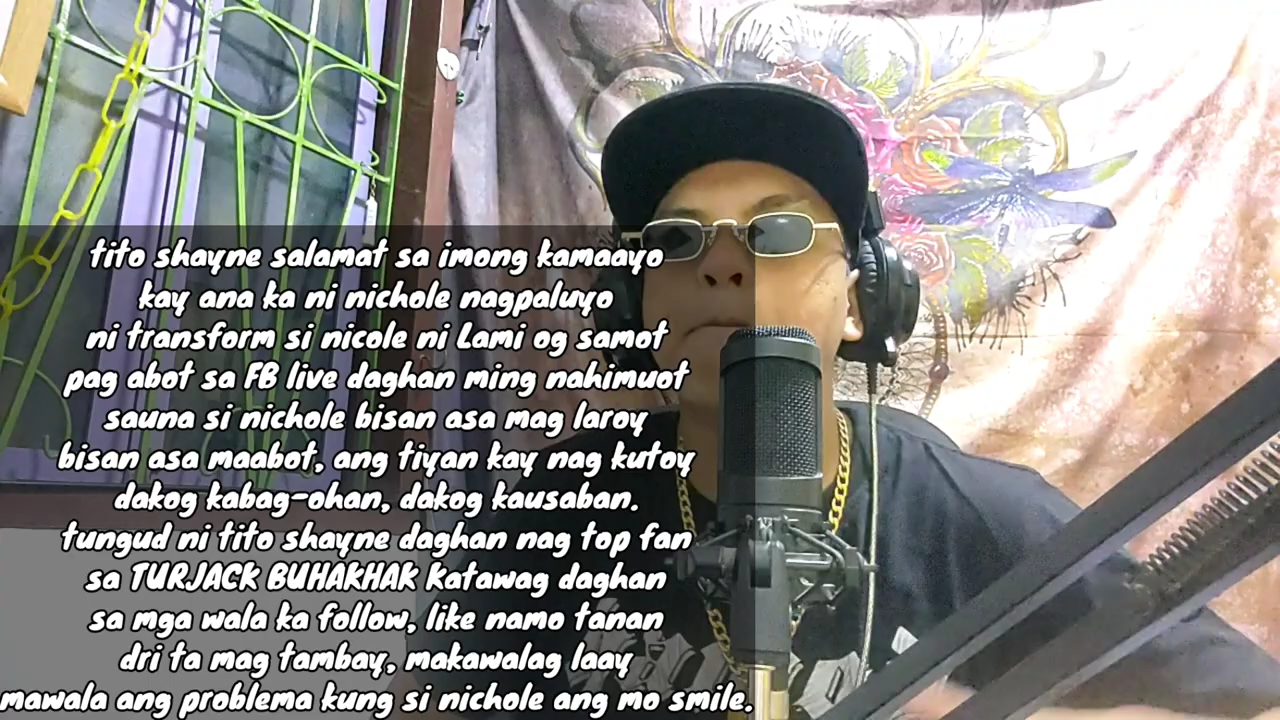 tito shayne salamat sa imong kamaayo
kay ana ka ni nichole nagpaluyo
ni transform si nicole ni Lami og samot
pag abot sa FB live daghan ming nahimuot
sauna si nichole bisan asa mag laroy
bisan asa maabot, ang tiyan kay nag kutoy
dakog kabag-ohan, dakog kausaban.
tungud ni tito shayne daghan nag top fan
sa TURJACK BUHAKHAK Katawag daghan
sa mga wala ka follow, like namo tanan
dri ta mag tambay, makawalag laay
mawala ang problema kung si nichole ang mo smile.